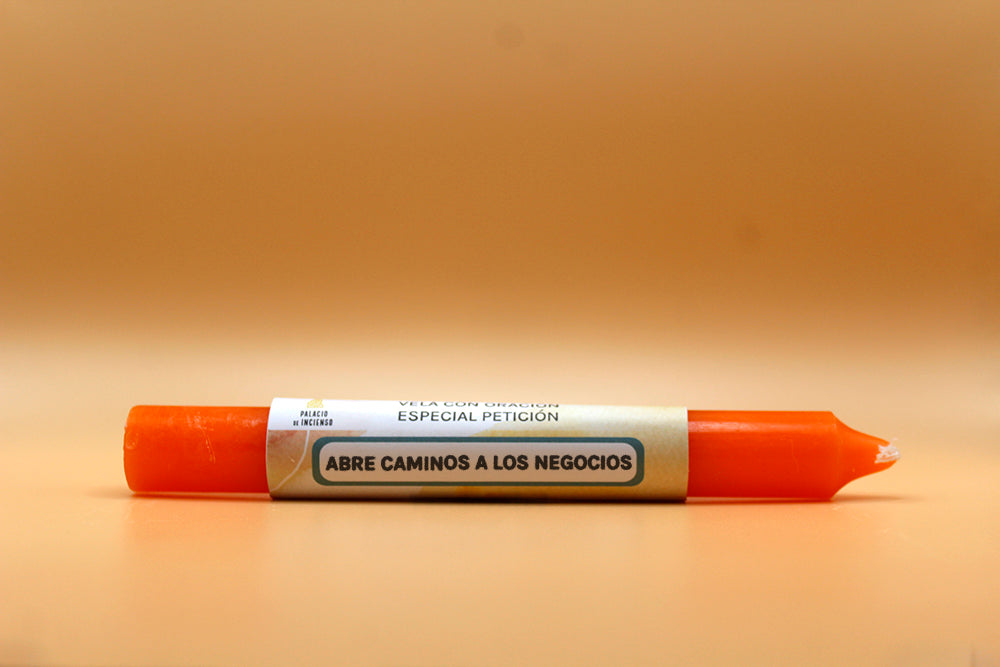 PALACIO
DE INCIENSO
VELA CON ORACIÓN
ESPECIAL PETICIÓN
ABRE CAMINOS A LOS NEGOCIOS